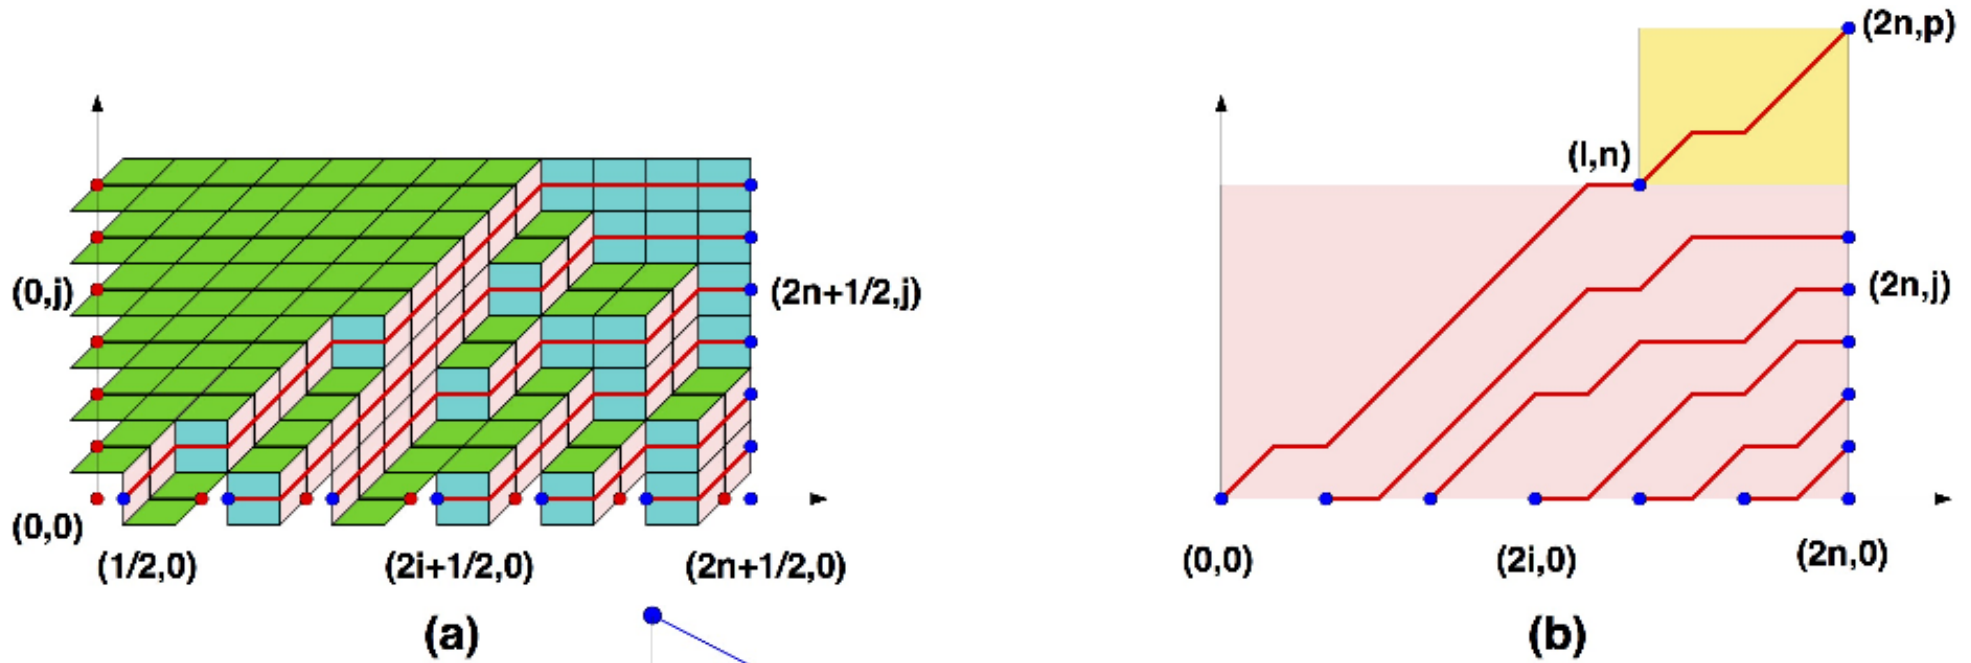 (2n,p)
(l,n)
(0,j)
(2n+1/2,j)
(2n,j)
(0,0)
(1/2,0)
(2i+1/2,0)
(2n+1/2,0)
(0,0)
(2i,0)
(2n,0)
(a)
(b)